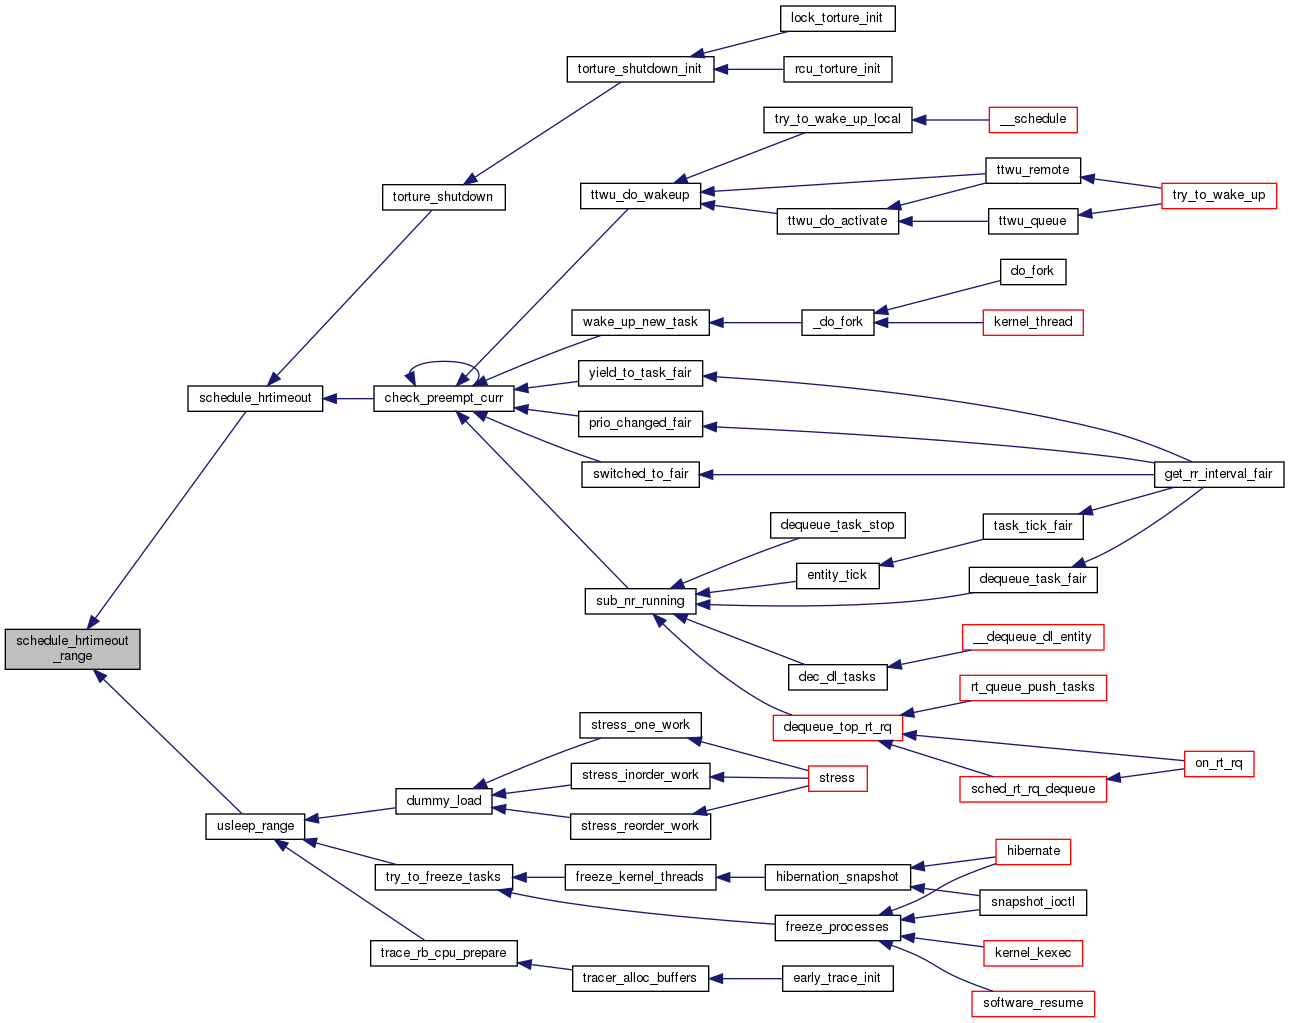 lock_torture_init
torture_shutdown_init
rcu_torture_init
try_to_wake_up_local
__schedule
ttwu_remote
torture_shutdown
ttwu_do_wakeup
try_to_wake_up
ttwu_do_activate
ttwu_queue
do_fork
wake_up_new_task
_do_fork
kernel_thread
yield_to_task_fair
schedule_hrtimeout
check_preempt_curr
prio_changed_fair
switched_to_fair
get_rr_interval_fair
dequeue_task_stop
task_tick_fair
entity_tick
dequeue_task_fair
sub_nr_running
schedule_hrtimeout
_range
__dequeue_dl_entity
dec_dl_tasks
rt_queue_push_tasks
stress_one_work
dequeue_top_rt_rq
on_rt_rq
stress_inorder_work
stress
sched_rt_rq_dequeue
dummy_load
usleep_range
stress_reorder_work
hibernate
try_to_freeze_tasks
freeze_kernel_threads
hibernation_snapshot
snapshot_ioctl
freeze_processes
trace_rb_cpu_prepare
kernel_kexec
tracer_alloc_buffers
early_trace_init
software_resume